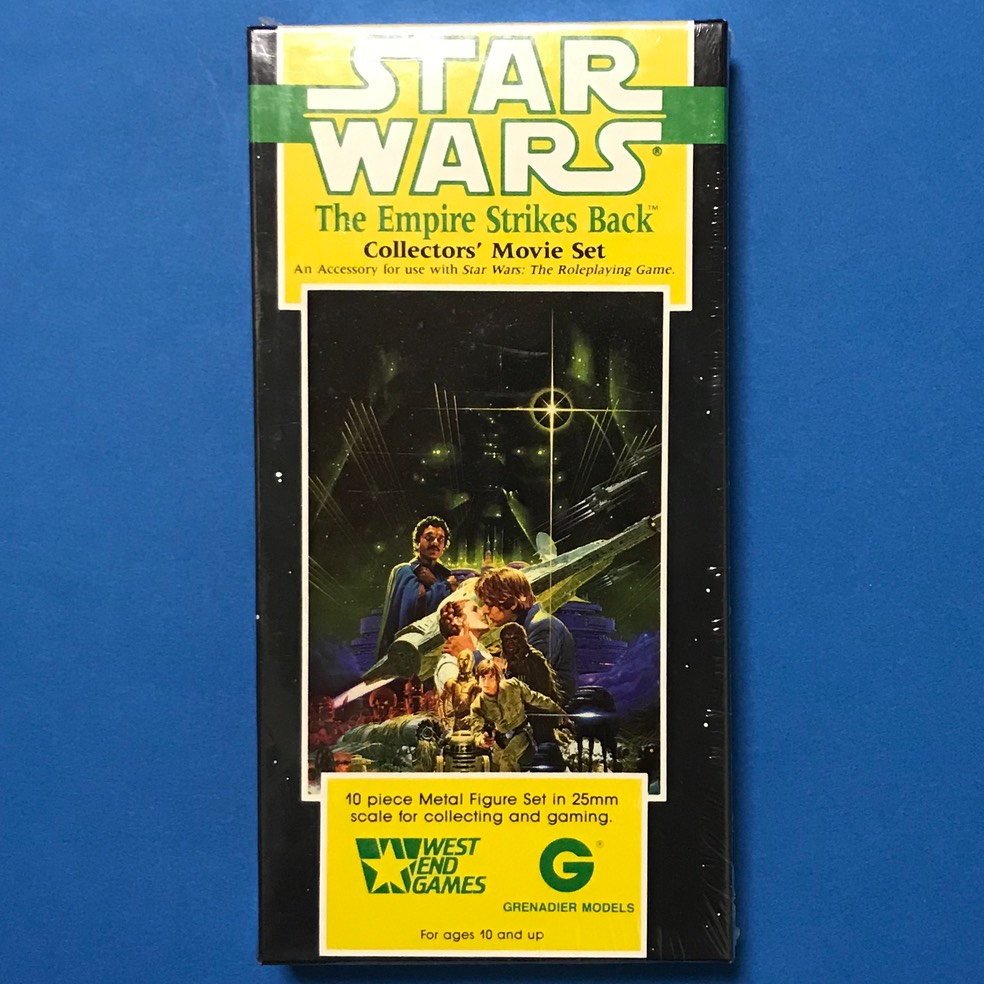 STAR
WARS®
The Empire Strikes Back™
Collectors' Movie Set
An Accessory for use with Star Wars: The Roleplaying Game.
10 piece Metal Figure Set in 25mm
scale for collecting and gaming.
WEST
END
GAMES
G®
GRENADIER MODELS
For ages 10 and up